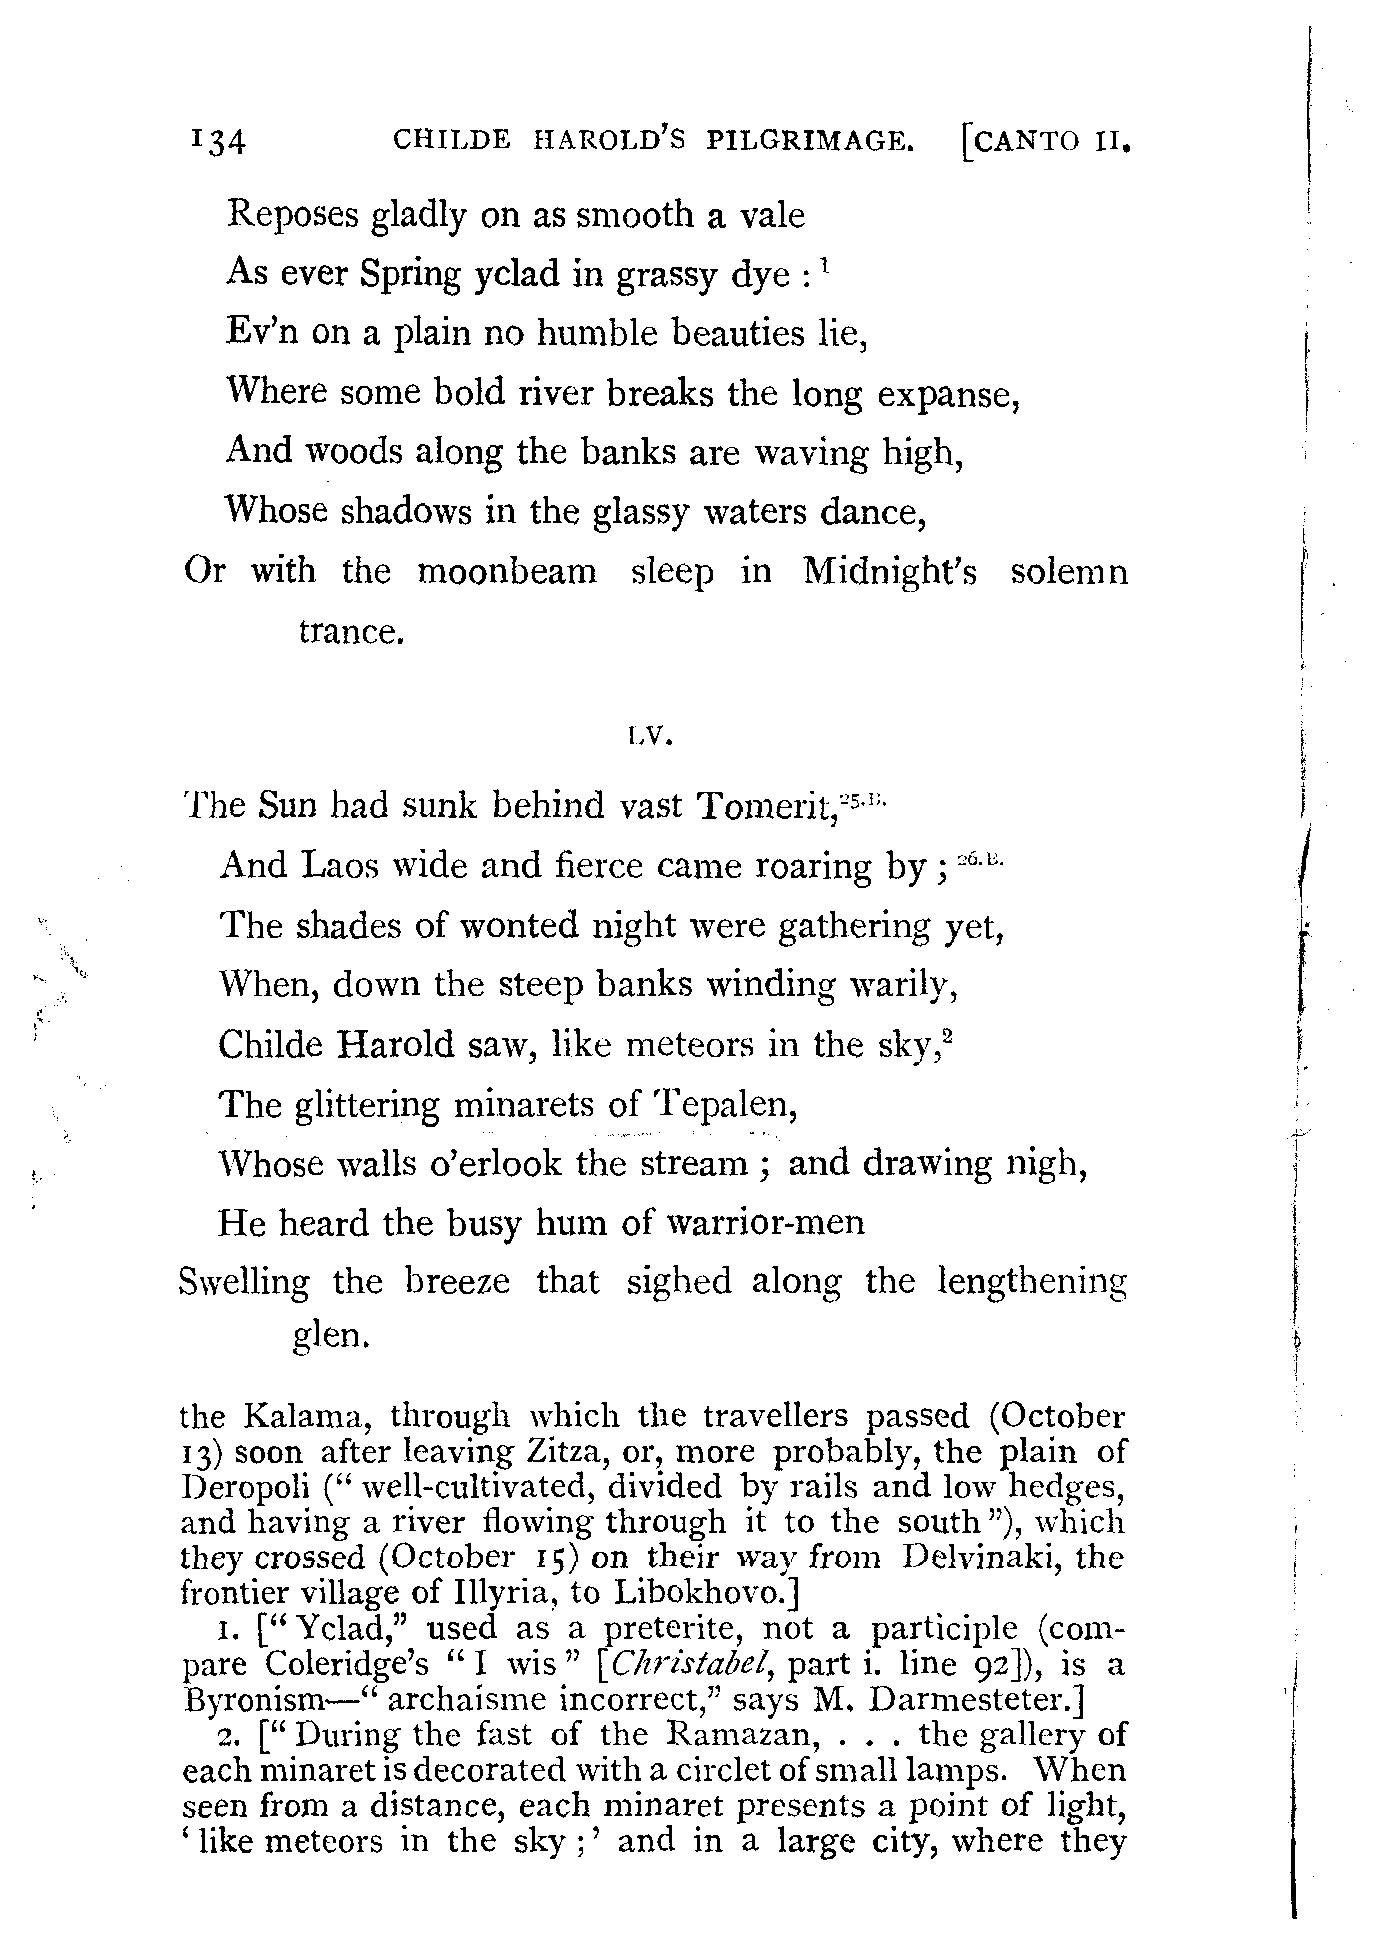 134 CHILDE HAROLD'S PILGRIMAGE. [CANTO II.
Reposes gladly on as smooth a vale
As ever Spring yclad in grassy dye : 1
Ev'n on a plain no humble beauties lie,
Where some bold river breaks the long expanse,
And woods along the banks are waving high,
Whose shadows in the glassy waters dance,
Or with the moonbeam sleep in Midnight's solemn
trance.
LV.
The Sun had sunk behind vast Tomerit,25.B.
And Laos wide and fierce came roaring by ; 26.B.
The shades of wonted night were gathering yet,
When, down the steep banks winding warily,
Childe Harold saw, like meteors in the sky,2
The glittering minarets of Tepalen,
Whose walls o'erlook the stream ; and drawing nigh,
He heard the busy hum of warrior-men
Swelling the breeze that sighed along the lengthening
glen.
the Kalama, through which the travellers passed (October
13) soon after leaving Zitza, or, more probably, the plain of
Deropoli (" well-cultivated, divided by rails and low hedges,
and having a river flowing through it to the south "), which
they crossed (October 15) on their way from Delvinaki, the
frontier village of Illyria, to Libokhovo.]
1. [" Yclad," used as a preterite, not a participle (com-
pare Coleridge's " I wis " [Christabel, part i. line 92]), is a
Byronism—" archaisme incorrect," says M. Darmesteter.]
2. [" During the fast of the Ramazan, . . . the gallery of
each minaret is decorated with a circlet of small lamps. When
seen from a distance, each minaret presents a point of light,
' like meteors in the sky ; ' and in a large city, where they